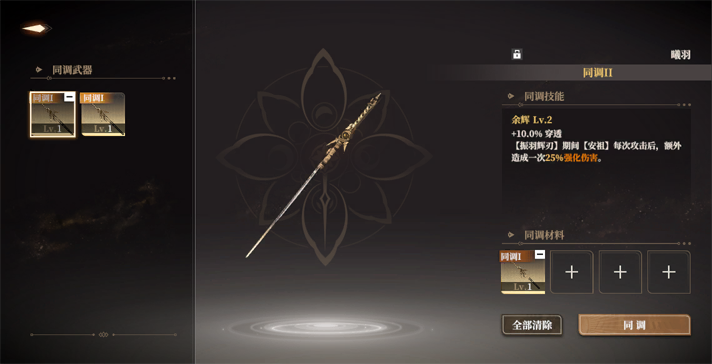 同调武器
同调I
Lv.1
同调I
Lv.1
曦羽
同调II
同调技能
余辉 Lv.2
+10.0% 穿透
【振羽辉刃】期间【安祖】每次攻击后，额外
造成一次25%强化伤害。
同调材料
同调I
Lv.1
全部清除
同 调